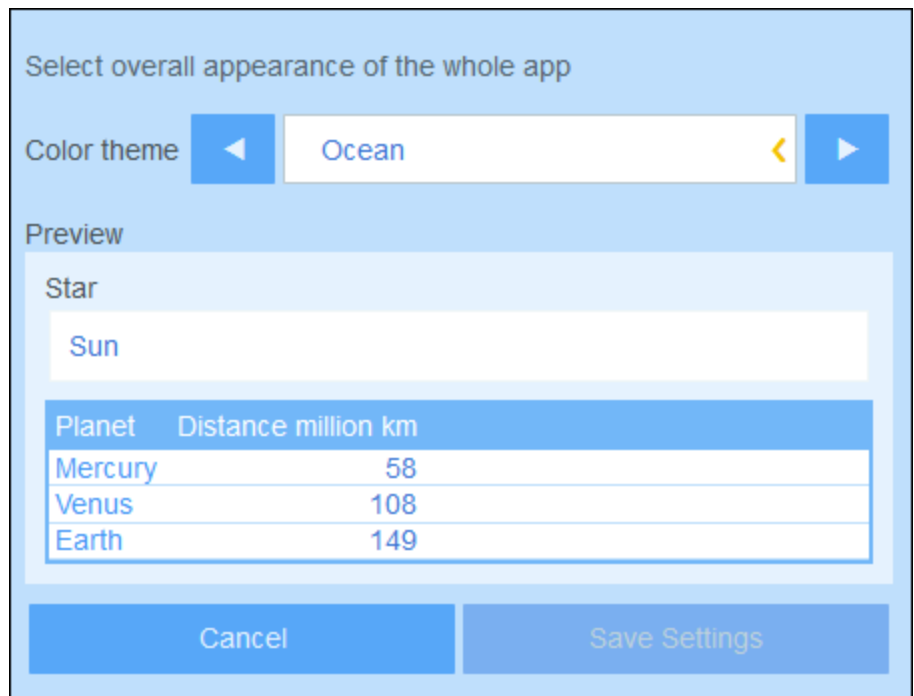 Select overall appearance of the whole app
Color theme Ocean
Preview
Star
Sun
Planet Distance million km
Mercury 58
Venus 108
Earth 149
Cancel Save Settings